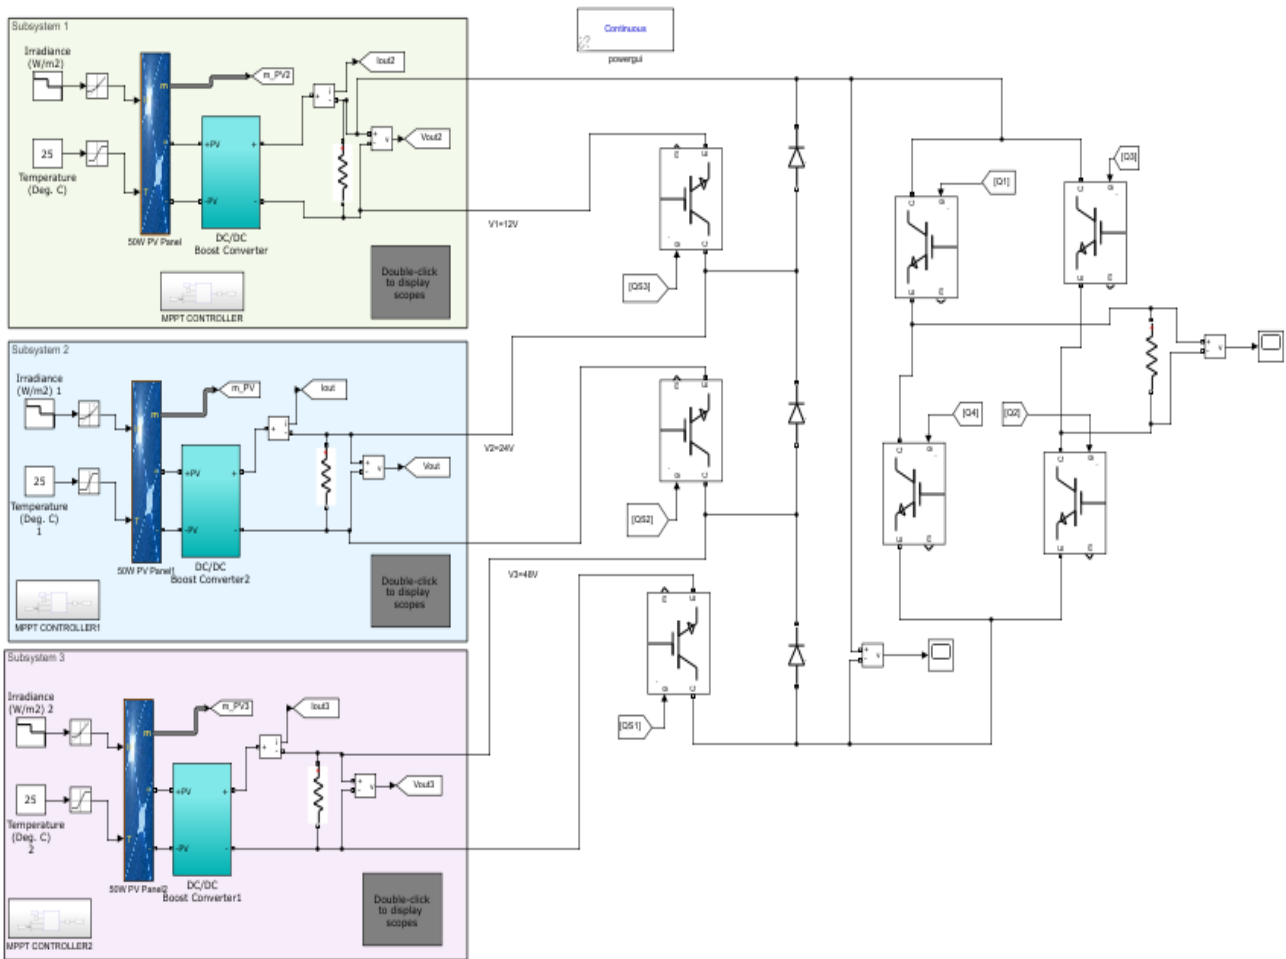 Subsystem 1
Irradiance
(W/m2)
25
Temperature
(Deg. C)
m
T
50W PV Panel
m_PV2
+PV
-PV
+
-
DC/DC
Boost Converter
+
i
-
Iout2
+
-
v
Vout2
MPPT CONTROLLER
Double-click
to display
scopes
Continuous
powergui
V1=12V
E
m
g
C
[QS3]
Subsystem 2
Irradiance
(W/m2) 1
25
Temperature
(Deg. C)
1
m
T
50W PV Panel1
m_PV
+PV
-PV
+
-
DC/DC
Boost Converter2
+
i
-
Iout
+
-
v
Vout
MPPT CONTROLLER1
Double-click
to display
scopes
V2=24V
E
m
g
C
[QS2]
Subsystem 3
Irradiance
(W/m2) 2
25
Temperature
(Deg. C)
2
m
T
50W PV Panel2
m_PV3
+PV
-PV
+
-
DC/DC
Boost Converter1
+
i
-
Iout3
+
-
v
Vout3
MPPT CONTROLLER2
Double-click
to display
scopes
V3=48V
E
m
g
C
[QS1]
[Q1]
C
g
E
m
[Q3]
C
g
E
m
[Q4]
C
g
E
m
[Q2]
C
g
E
m
+
-
v
+
-
v